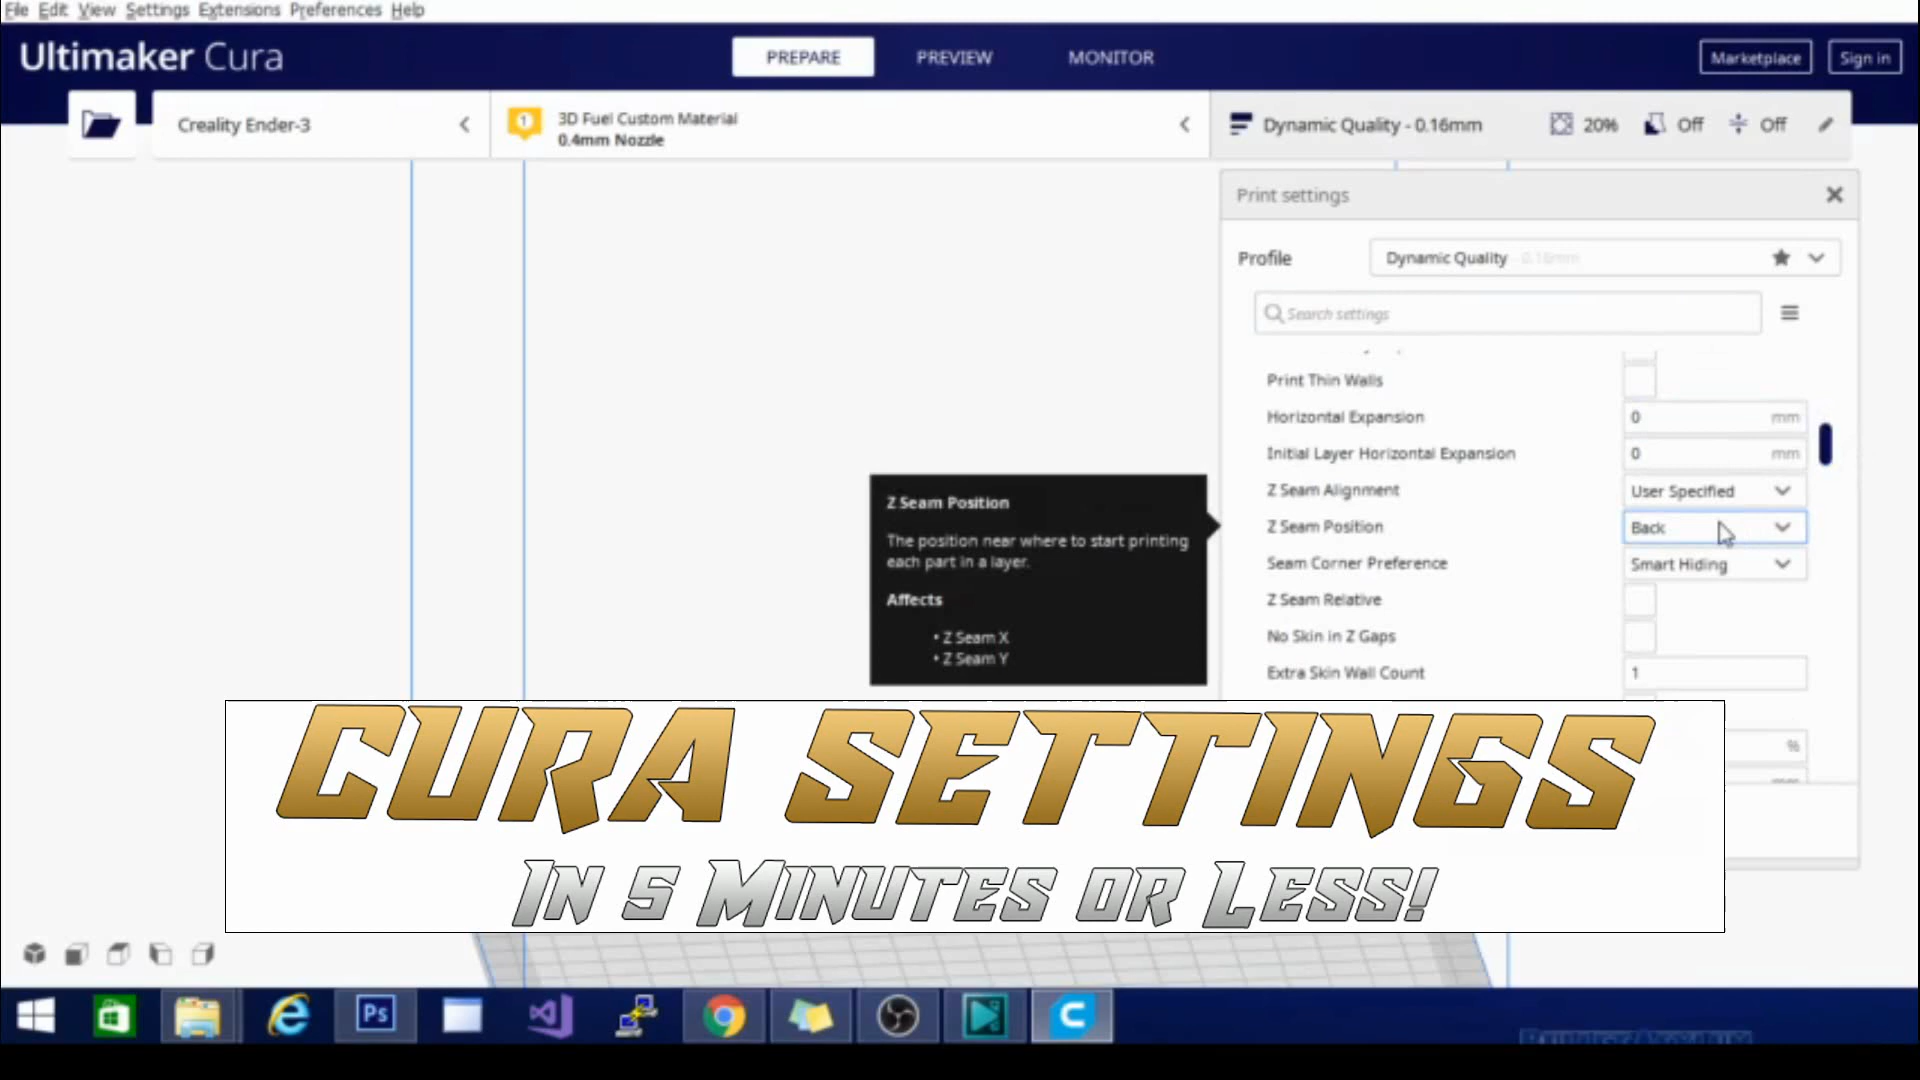 File Edit View Settings Extensions Preferences Help
Ultimaker Cura
PREPARE PREVIEW MONITOR
Marketplace Sign in
Creality Ender-3
1
3D Fuel Custom Material
0.4mm Nozzle
Dynamic Quality - 0.16mm 20% Off Off
Print settings
Profile Dynamic Quality - 0.16mm
Search settings
Print Thin Walls
Horizontal Expansion 0 mm
Initial Layer Horizontal Expansion 0 mm
Z Seam Alignment User Specified
Z Seam Position Back
Seam Corner Preference Smart Hiding
Z Seam Relative
No Skin in Z Gaps
Extra Skin Wall Count 1
%
Z Seam Position
The position near where to start printing
each part in a layer.
Affects
• Z Seam X
• Z Seam Y
CURA SETTINGS
IN 5 MINUTES OR LESS!
Ps